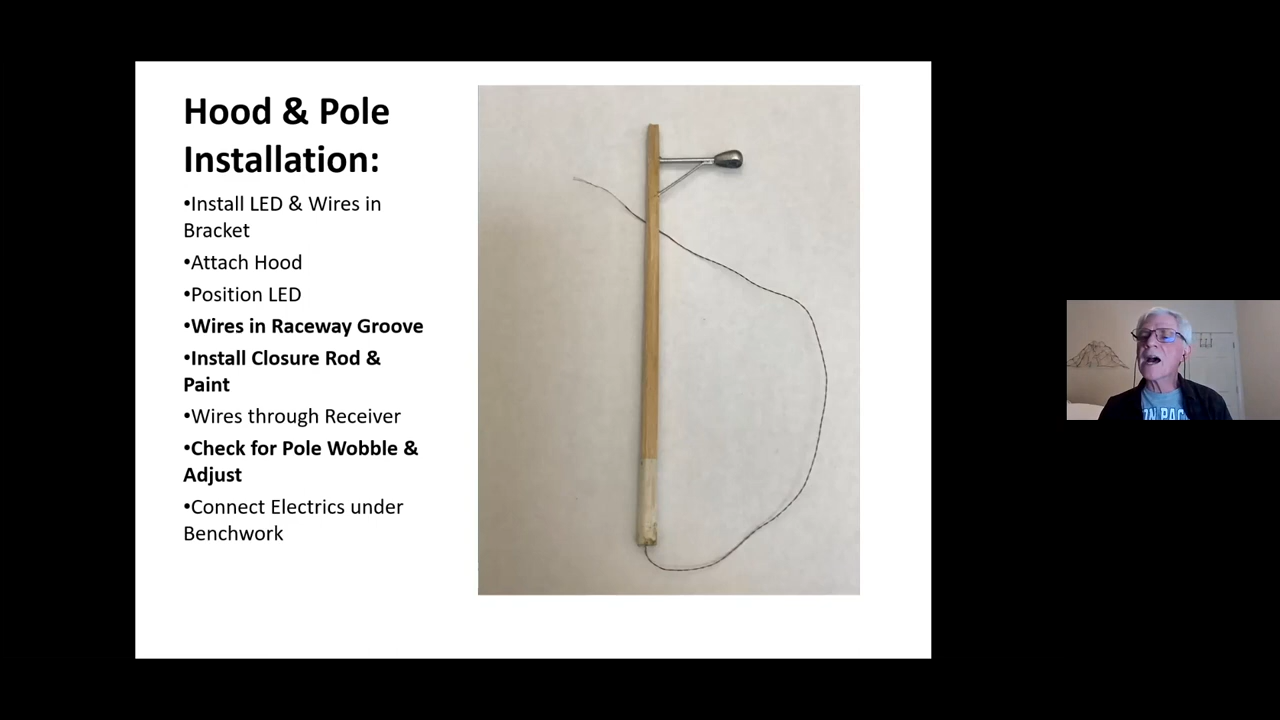 Hood & Pole
Installation:
•Install LED & Wires in
Bracket
•Attach Hood
•Position LED
•Wires in Raceway Groove
•Install Closure Rod &
Paint
•Wires through Receiver
•Check for Pole Wobble &
Adjust
•Connect Electrics under
Benchwork